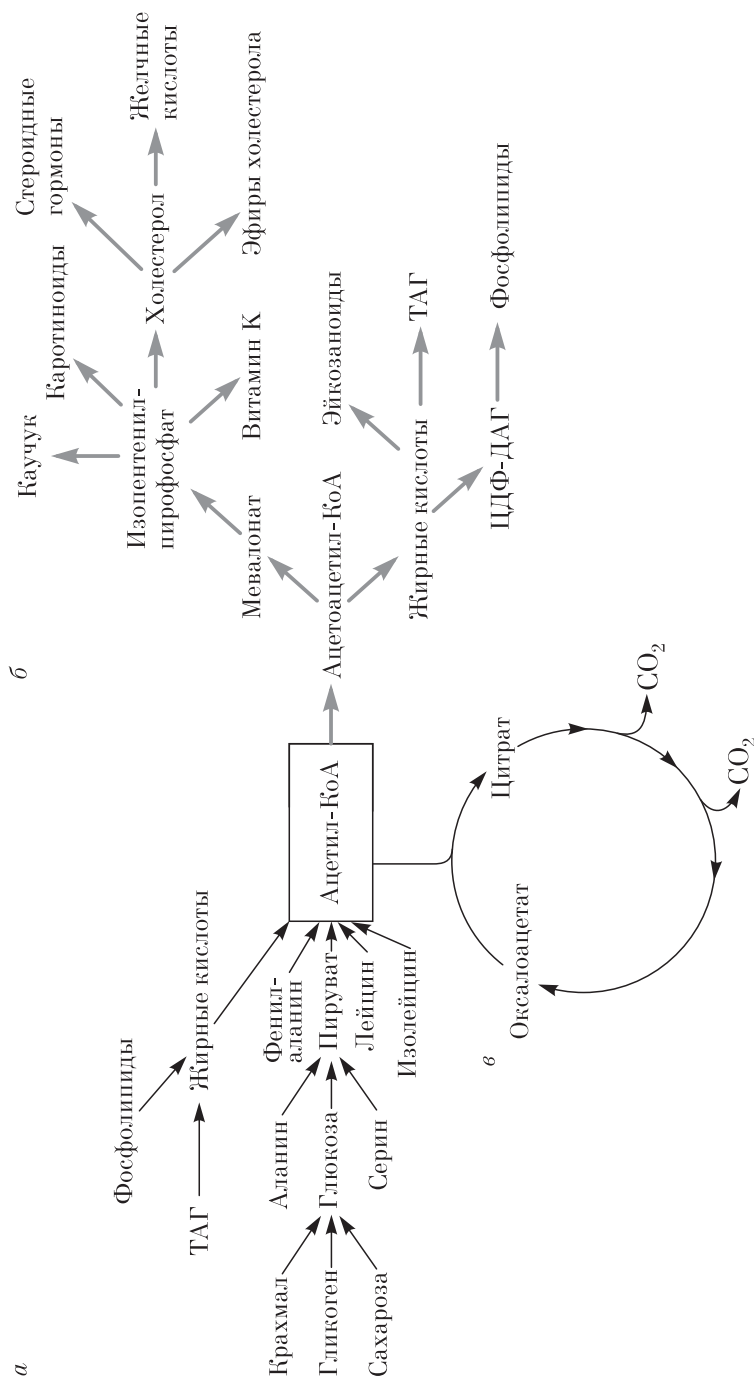 а
Фосфолипиды
ТАГ
Жирные кислоты
Крахмал
Гликоген
Сахароза
Аланин
Глюкоза
Серин
Фенил-
аланин
Пируват
Лейцин
Изолейцин
Ацетил-КоА
б
Каучук
Каротиноиды
Стероидные
гормоны
Изопентенил-
пирофосфат
Холестерол
Желчные
кислоты
Мевалонат
Витамин К
Эфиры холестерола
Ацетоацетил-КоА
Эйкозаноиды
Жирные кислоты
ТАГ
ЦДФ-ДАГ
Фосфолипиды
в
Оксалоацетат
Цитрат
CO₂
CO₂